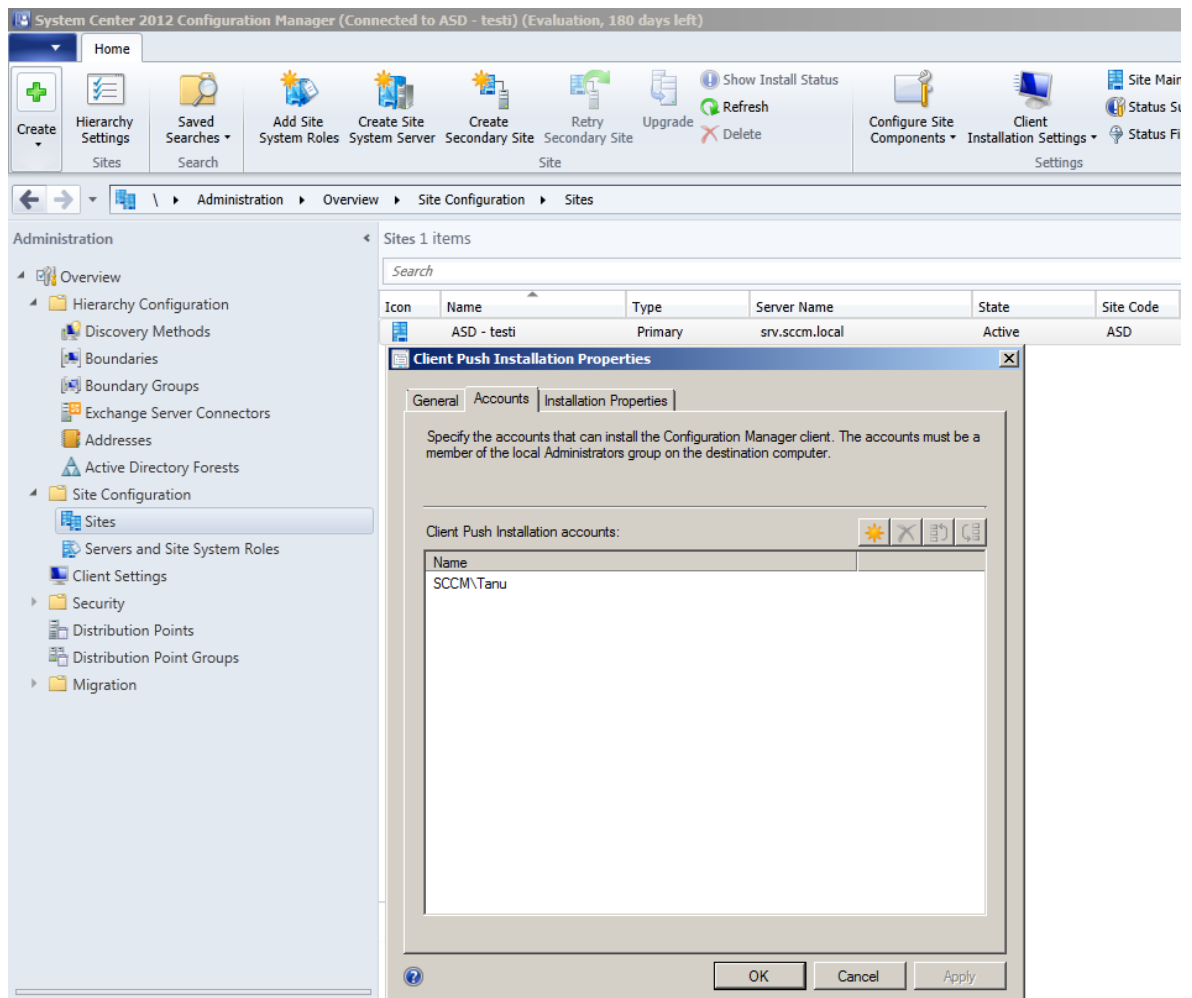 System Center 2012 Configuration Manager (Connected to ASD - testi) (Evaluation, 180 days left)
Home
Create
Hierarchy Settings
Saved Searches
Add Site System Roles
Create Site System Server
Create Secondary Site
Retry Secondary Site
Upgrade
Show Install Status
Refresh
Delete
Configure Site Components
Client Installation Settings
Site Main
Status Su
Status Fi
Sites
Search
Site
Settings
\ Administration Overview Site Configuration Sites
Administration
Overview
Hierarchy Configuration
Discovery Methods
Boundaries
Boundary Groups
Exchange Server Connectors
Addresses
Active Directory Forests
Site Configuration
Sites
Servers and Site System Roles
Client Settings
Security
Distribution Points
Distribution Point Groups
Migration
Sites 1 items
Search
Icon Name Type Server Name State Site Code
ASD - testi Primary srv.sccm.local Active ASD
Client Push Installation Properties
General Accounts Installation Properties
Specify the accounts that can install the Configuration Manager client. The accounts must be a
member of the local Administrators group on the destination computer.
Client Push Installation accounts:
Name
SCCM\Tanu
OK Cancel Apply